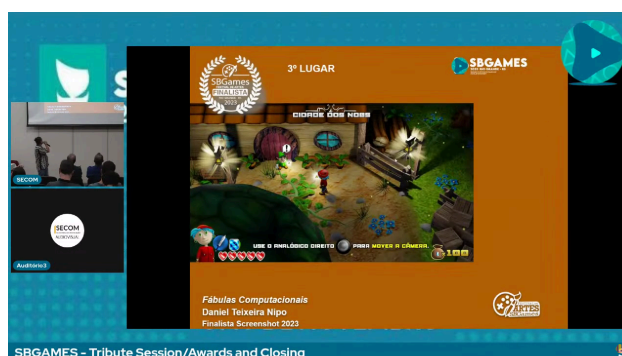 3º LUGAR
SBGames
FINALISTA
2023
SBGAMES
CIDADE DOS NOBS
USE O ANALÓGICO DIREITO PARA MOVER A CÂMERA.
SECOM
SECOM
Auditório3
Fábulas Computacionais
Daniel Teixeira Nipo
Finalista Screenshot 2023
ARTES
SBGAMES - Tribute Session/Awards and Closing